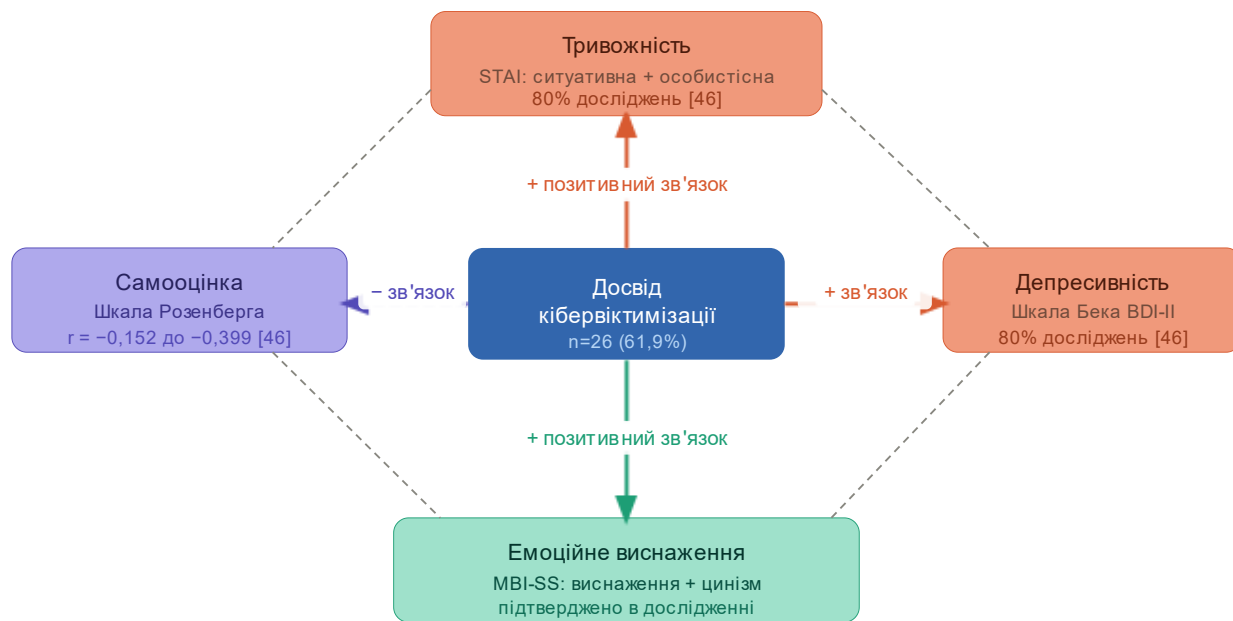 Тривожність
STAI: ситуативна + особистісна
80% досліджень [46]
+ позитивний зв'язок
Самооцінка
Шкала Розенберга
r = −0,152 до −0,399 [46]
− зв'язок
Досвід
кібервіктимізації
n=26 (61,9%)
+ зв'язок
Депресивність
Шкала Бека BDI-II
80% досліджень [46]
+ позитивний зв'язок
Емоційне виснаження
MBI-SS: виснаження + цинізм
підтверджено в дослідженні